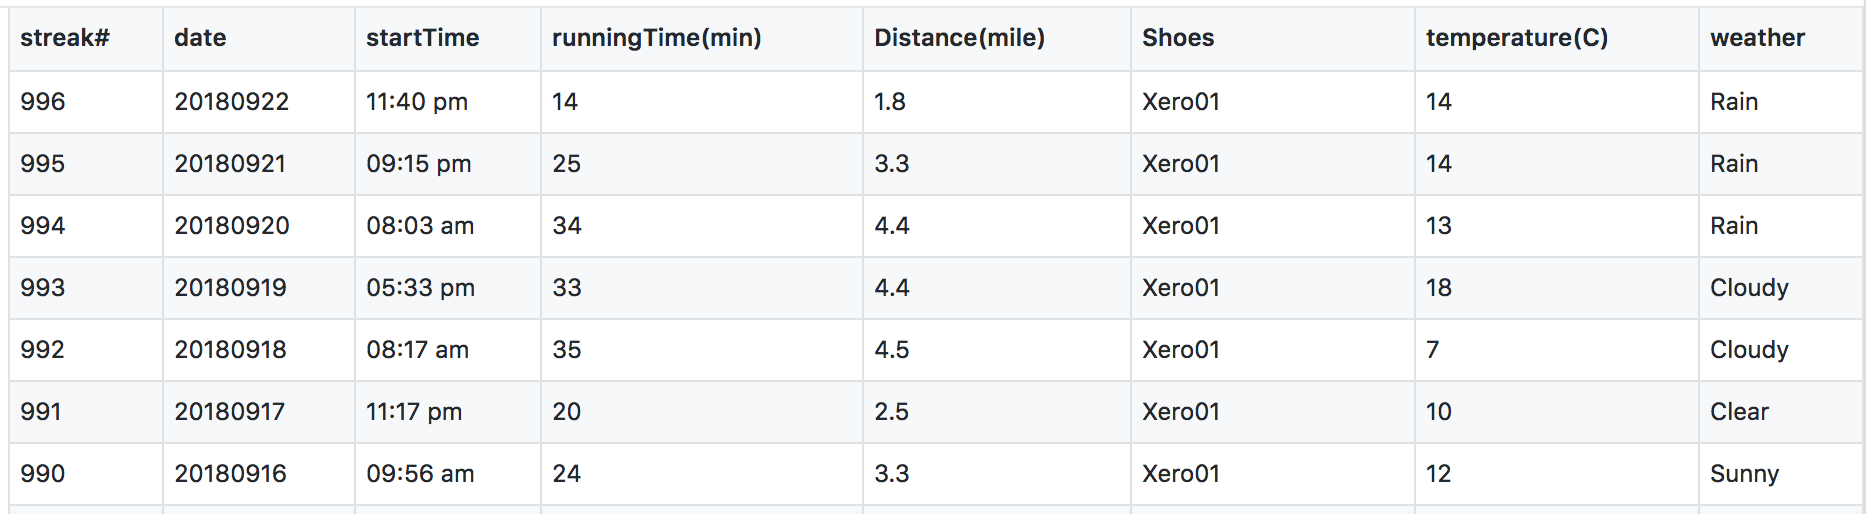 streak# date startTime runningTime(min) Distance(mile) Shoes temperature(C) weather
996 20180922 11:40 pm 14 1.8 Xero01 14 Rain
995 20180921 09:15 pm 25 3.3 Xero01 14 Rain
994 20180920 08:03 am 34 4.4 Xero01 13 Rain
993 20180919 05:33 pm 33 4.4 Xero01 18 Cloudy
992 20180918 08:17 am 35 4.5 Xero01 7 Cloudy
991 20180917 11:17 pm 20 2.5 Xero01 10 Clear
990 20180916 09:56 am 24 3.3 Xero01 12 Sunny